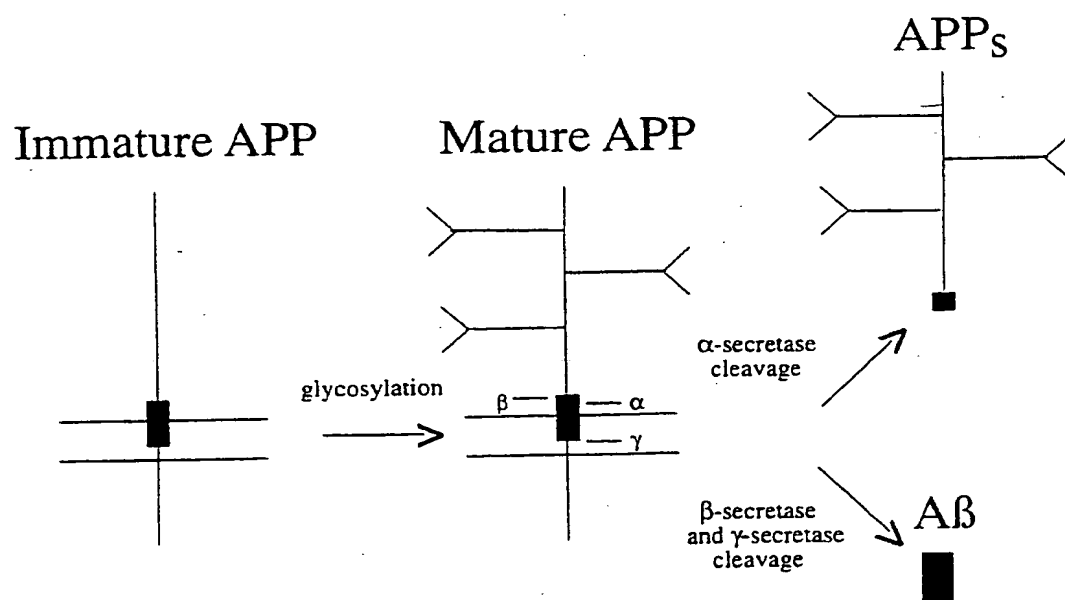 APPS
Immature APP
Mature APP
glycosylation
β
α
γ
α-secretase
cleavage
β-secretase
and γ-secretase
cleavage
Aß